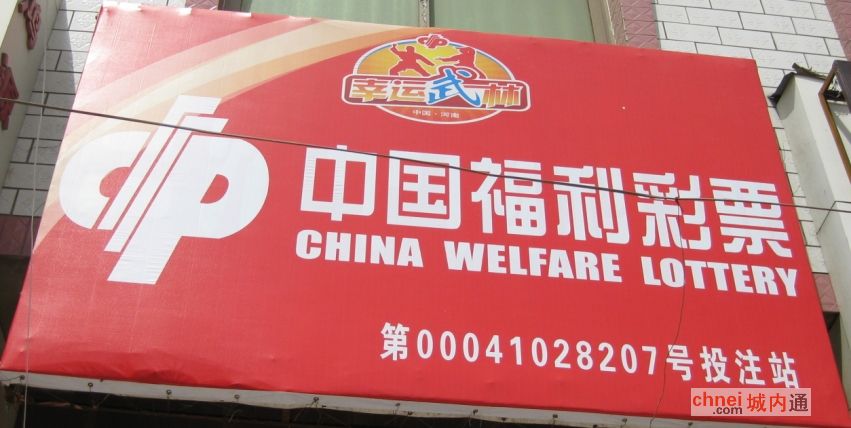 幸运武林
中国·河南
中国福利彩票
CHINA WELFARE LOTTERY
第00041028207号投注站
chnei
.com
城内通